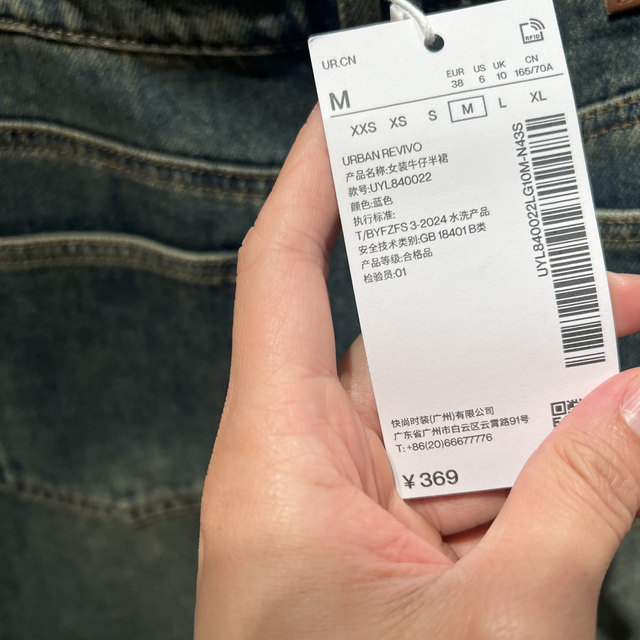 UR.CN
RFID
M
EUR US UK CN
38 6 10 165/70A
XXS XS S M L XL
URBAN REVIVO
产品名称:女装牛仔半裙
款号:UYL840022
颜色:蓝色
执行标准:
T/BYFZFS 3-2024 水洗产品
安全技术类别:GB 18401 B类
产品等级:合格品
检验员:01
UYL840022LG10M-N43S
快尚时装(广州)有限公司
广东省广州市白云区云霄路91号
T: +86(20)66677776
¥ 369